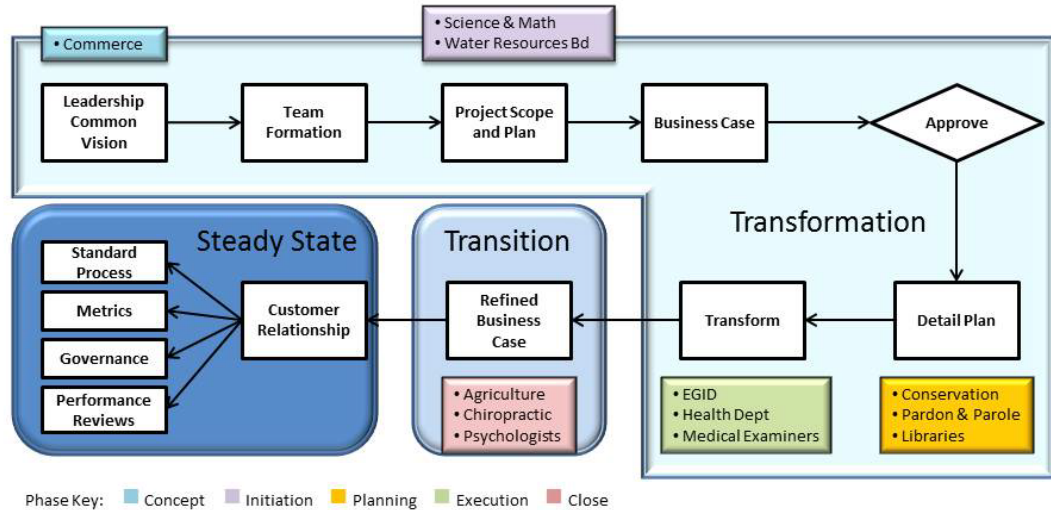 • Commerce
• Science & Math
• Water Resources Bd
Leadership
Common
Vision
Team
Formation
Project Scope
and Plan
Business Case
Approve
Transformation
Steady State
Transition
Standard
Process
Metrics
Governance
Performance
Reviews
Customer
Relationship
Refined
Business
Case
Transform
Detail Plan
• Agriculture
• Chiropractic
• Psychologists
• EGID
• Health Dept
• Medical Examiners
• Conservation
• Pardon & Parole
• Libraries
Phase Key: Concept Initiation Planning Execution Close